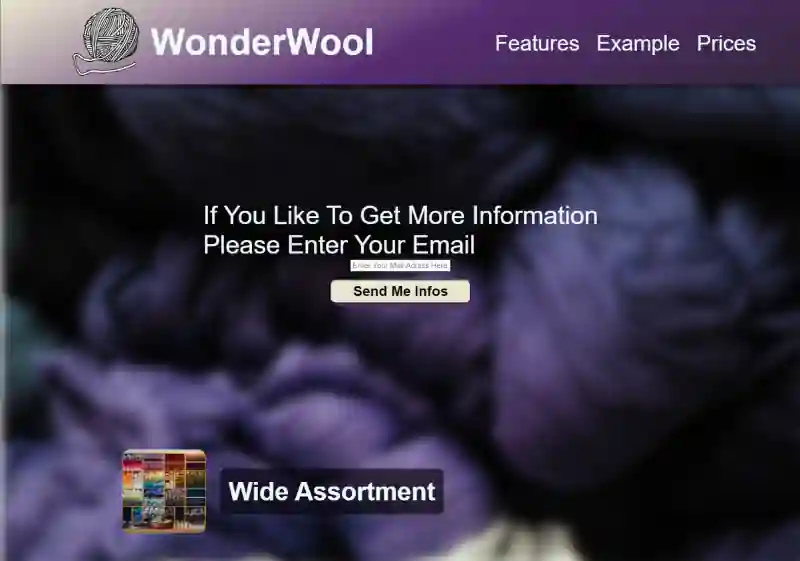 WonderWool
Features Example Prices
If You Like To Get More Information
Please Enter Your Email
Enter Your Mail Adress Here
Send Me Infos
Wide Assortment